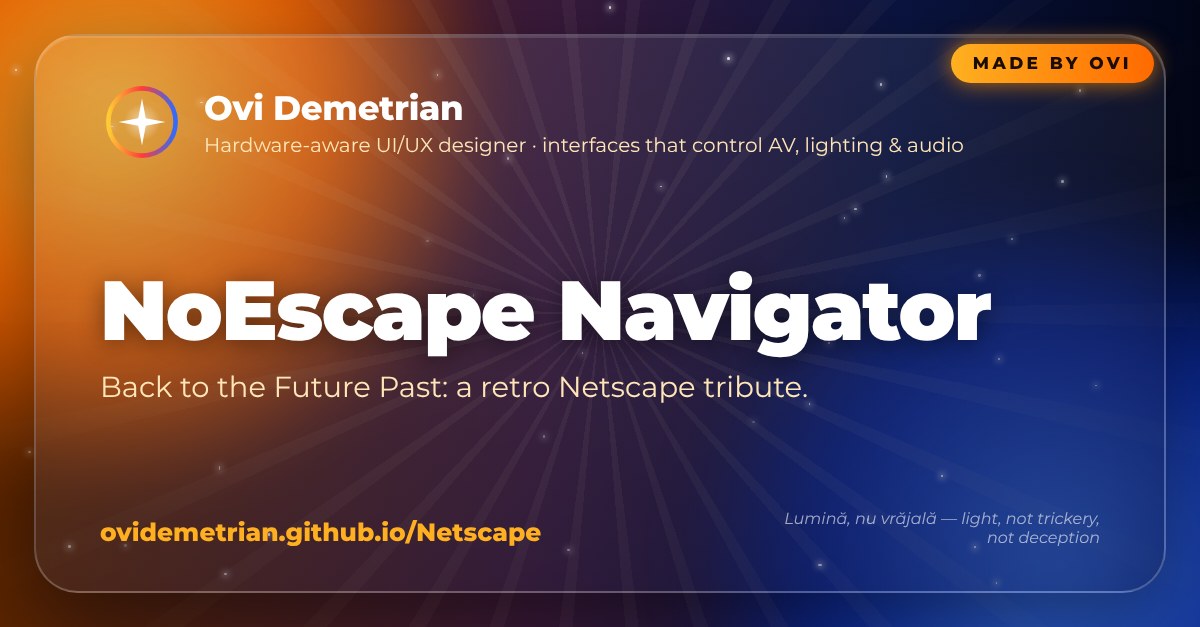 MADE BY OVI
Ovi Demetrian
Hardware-aware UI/UX designer · interfaces that control AV, lighting & audio
NoEscape Navigator
Back to the Future Past: a retro Netscape tribute.
ovidemetrian.github.io/Netscape
Lumină, nu vrăjală — light, not trickery,
not deception